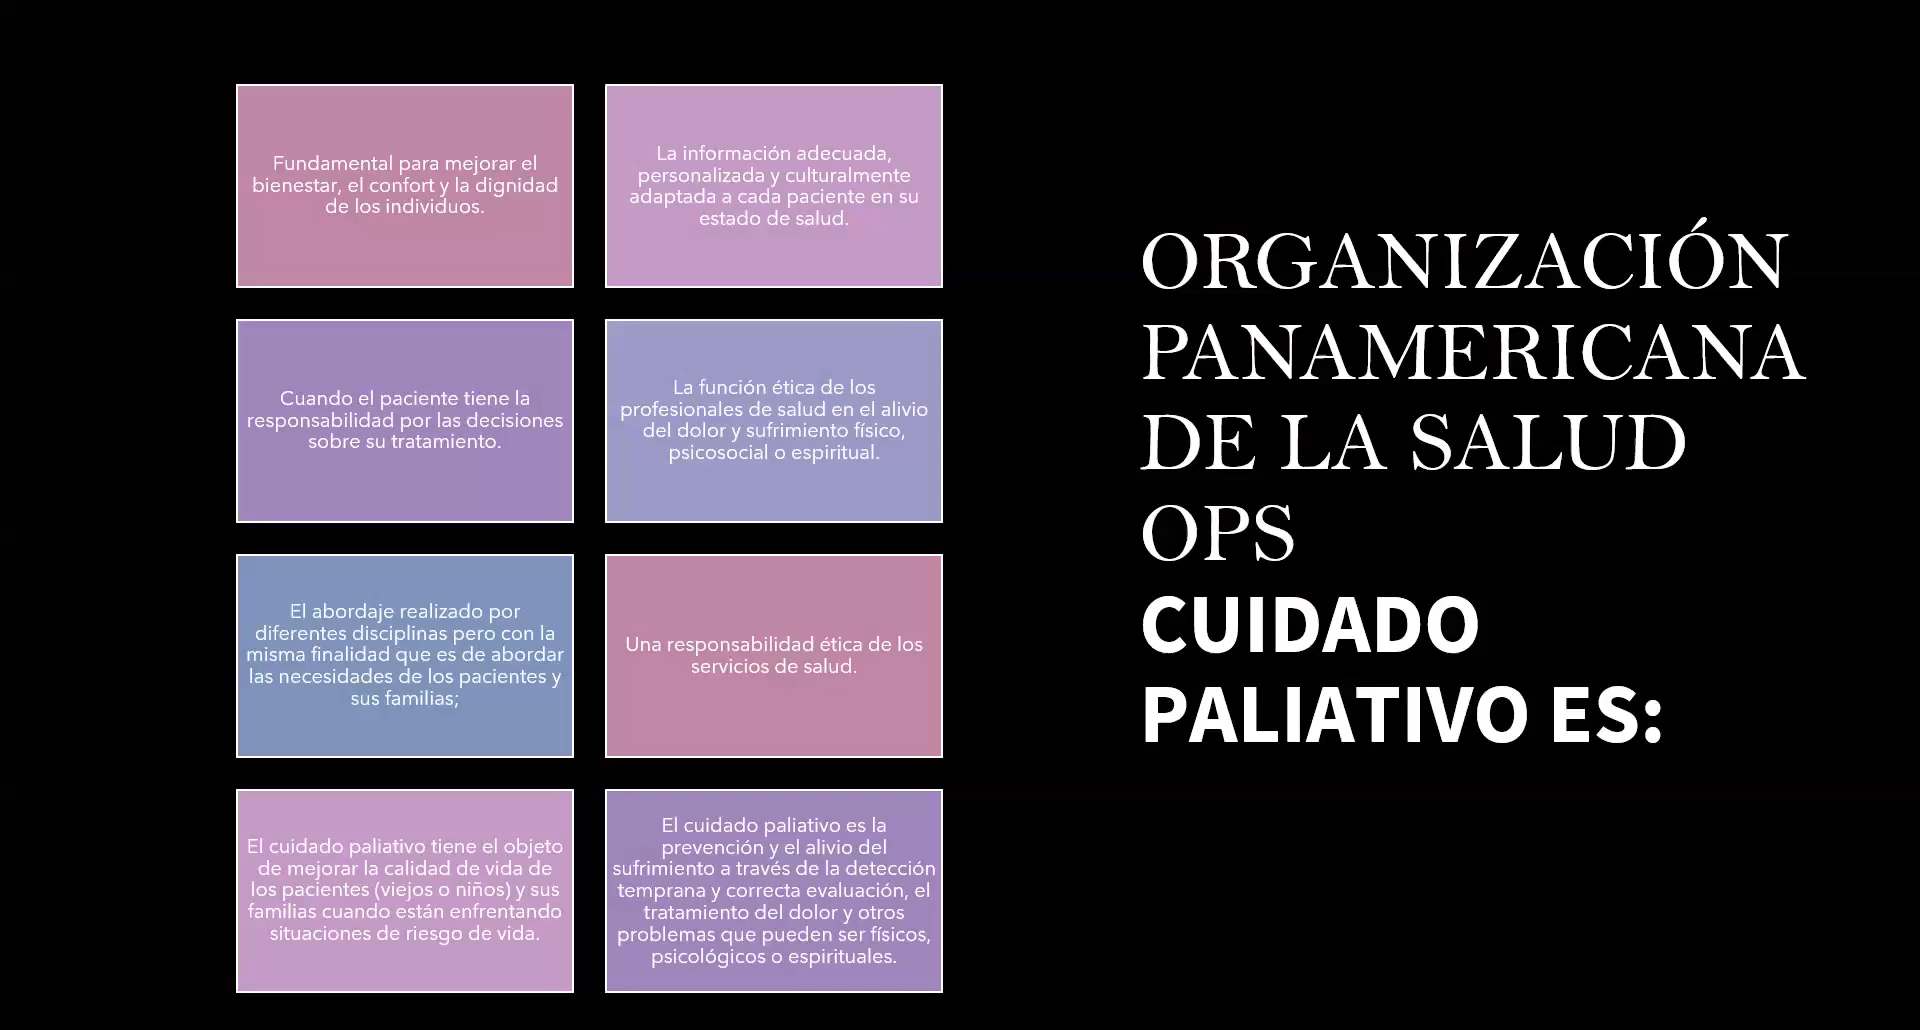 Fundamental para mejorar el
bienestar, el confort y la dignidad
de los individuos.
La información adecuada,
personalizada y culturalmente
adaptada a cada paciente en su
estado de salud.
Cuando el paciente tiene la
responsabilidad por las decisiones
sobre su tratamiento.
La función ética de los
profesionales de salud en el alivio
del dolor y sufrimiento físico,
psicosocial o espiritual.
El abordaje realizado por
diferentes disciplinas pero con la
misma finalidad que es de abordar
las necesidades de los pacientes y
sus familias;
Una responsabilidad ética de los
servicios de salud.
El cuidado paliativo tiene el objeto
de mejorar la calidad de vida de
los pacientes (viejos o niños) y sus
familias cuando están enfrentando
situaciones de riesgo de vida.
El cuidado paliativo es la
prevención y el alivio del
sufrimiento a través de la detección
temprana y correcta evaluación, el
tratamiento del dolor y otros
problemas que pueden ser físicos,
psicológicos o espirituales.
ORGANIZACIÓN
PANAMERICANA
DE LA SALUD
OPS
CUIDADO
PALIATIVO ES: